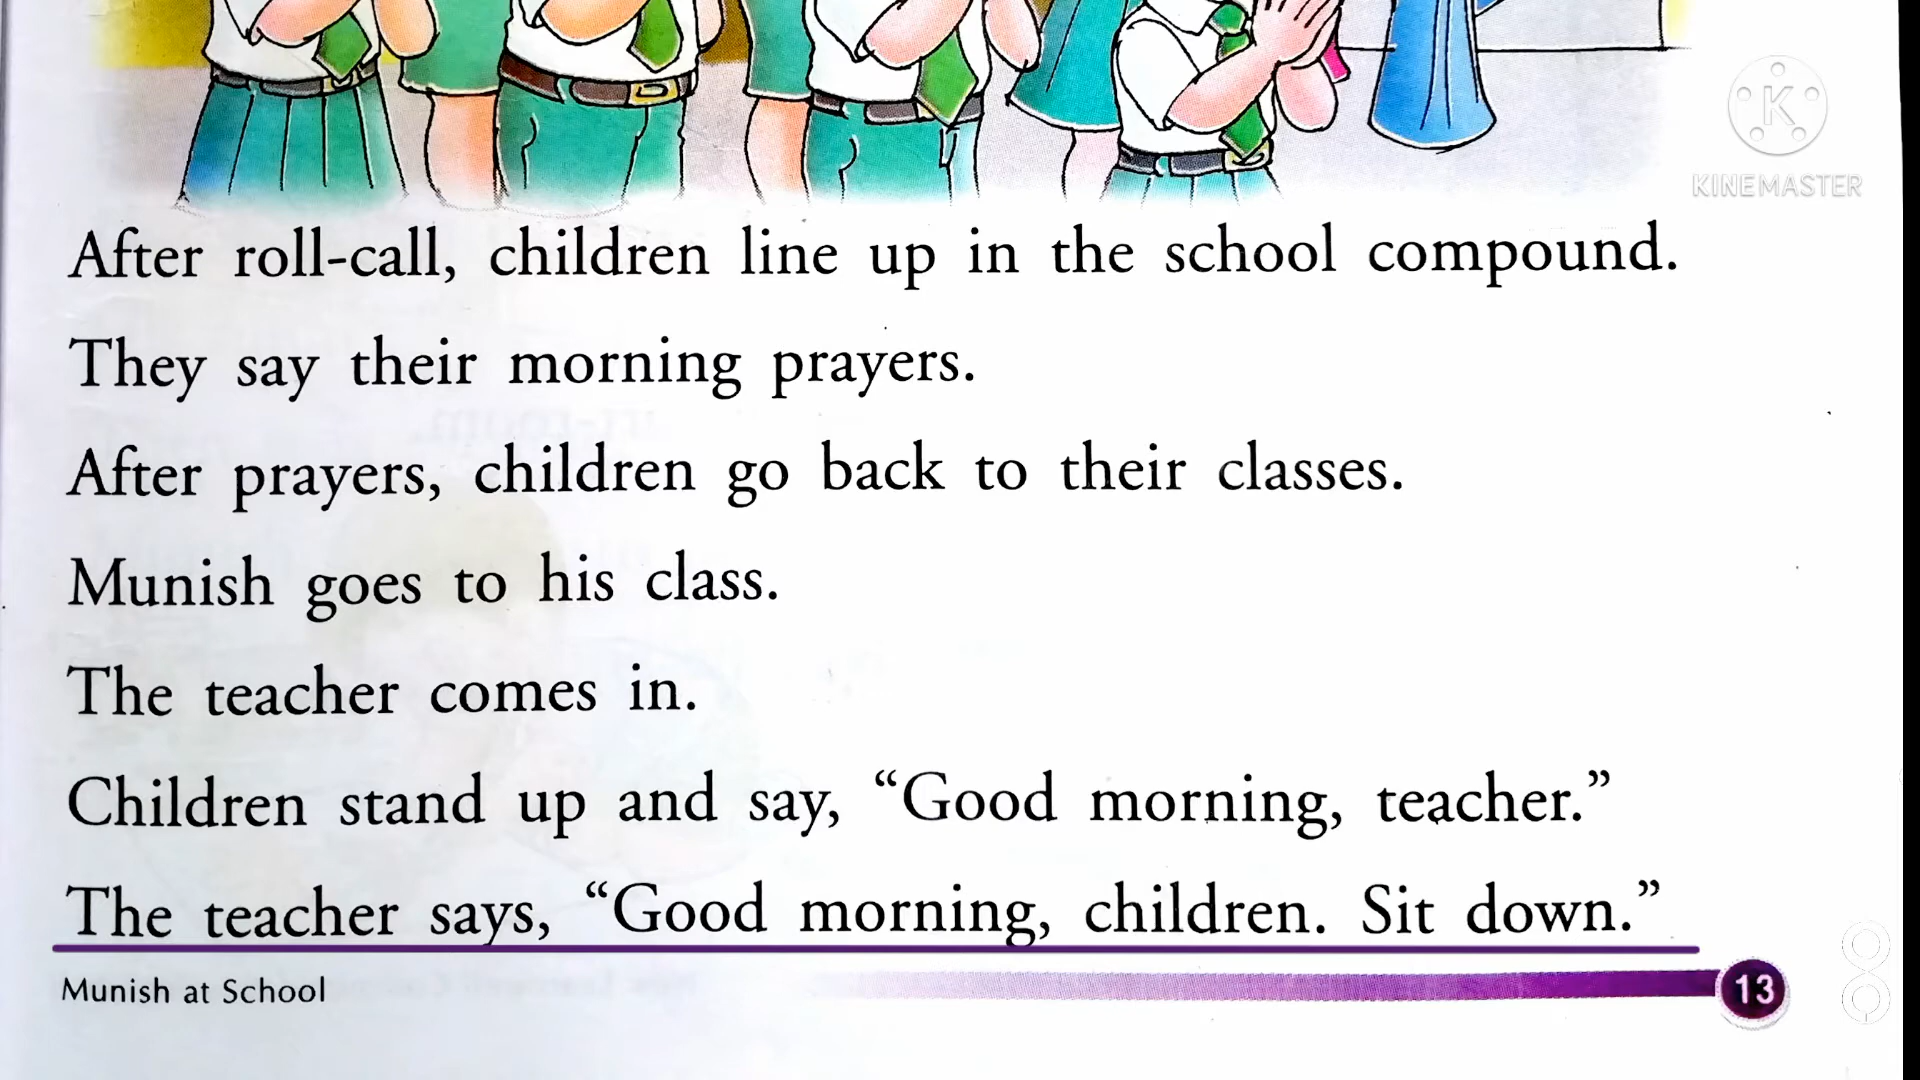 KINEMASTER
After roll-call, children line up in the school compound.
They say their morning prayers.
After prayers, children go back to their classes.
Munish goes to his class.
The teacher comes in.
Children stand up and say, “Good morning, teacher.”
The teacher says, “Good morning, children. Sit down.”
Munish at School
13